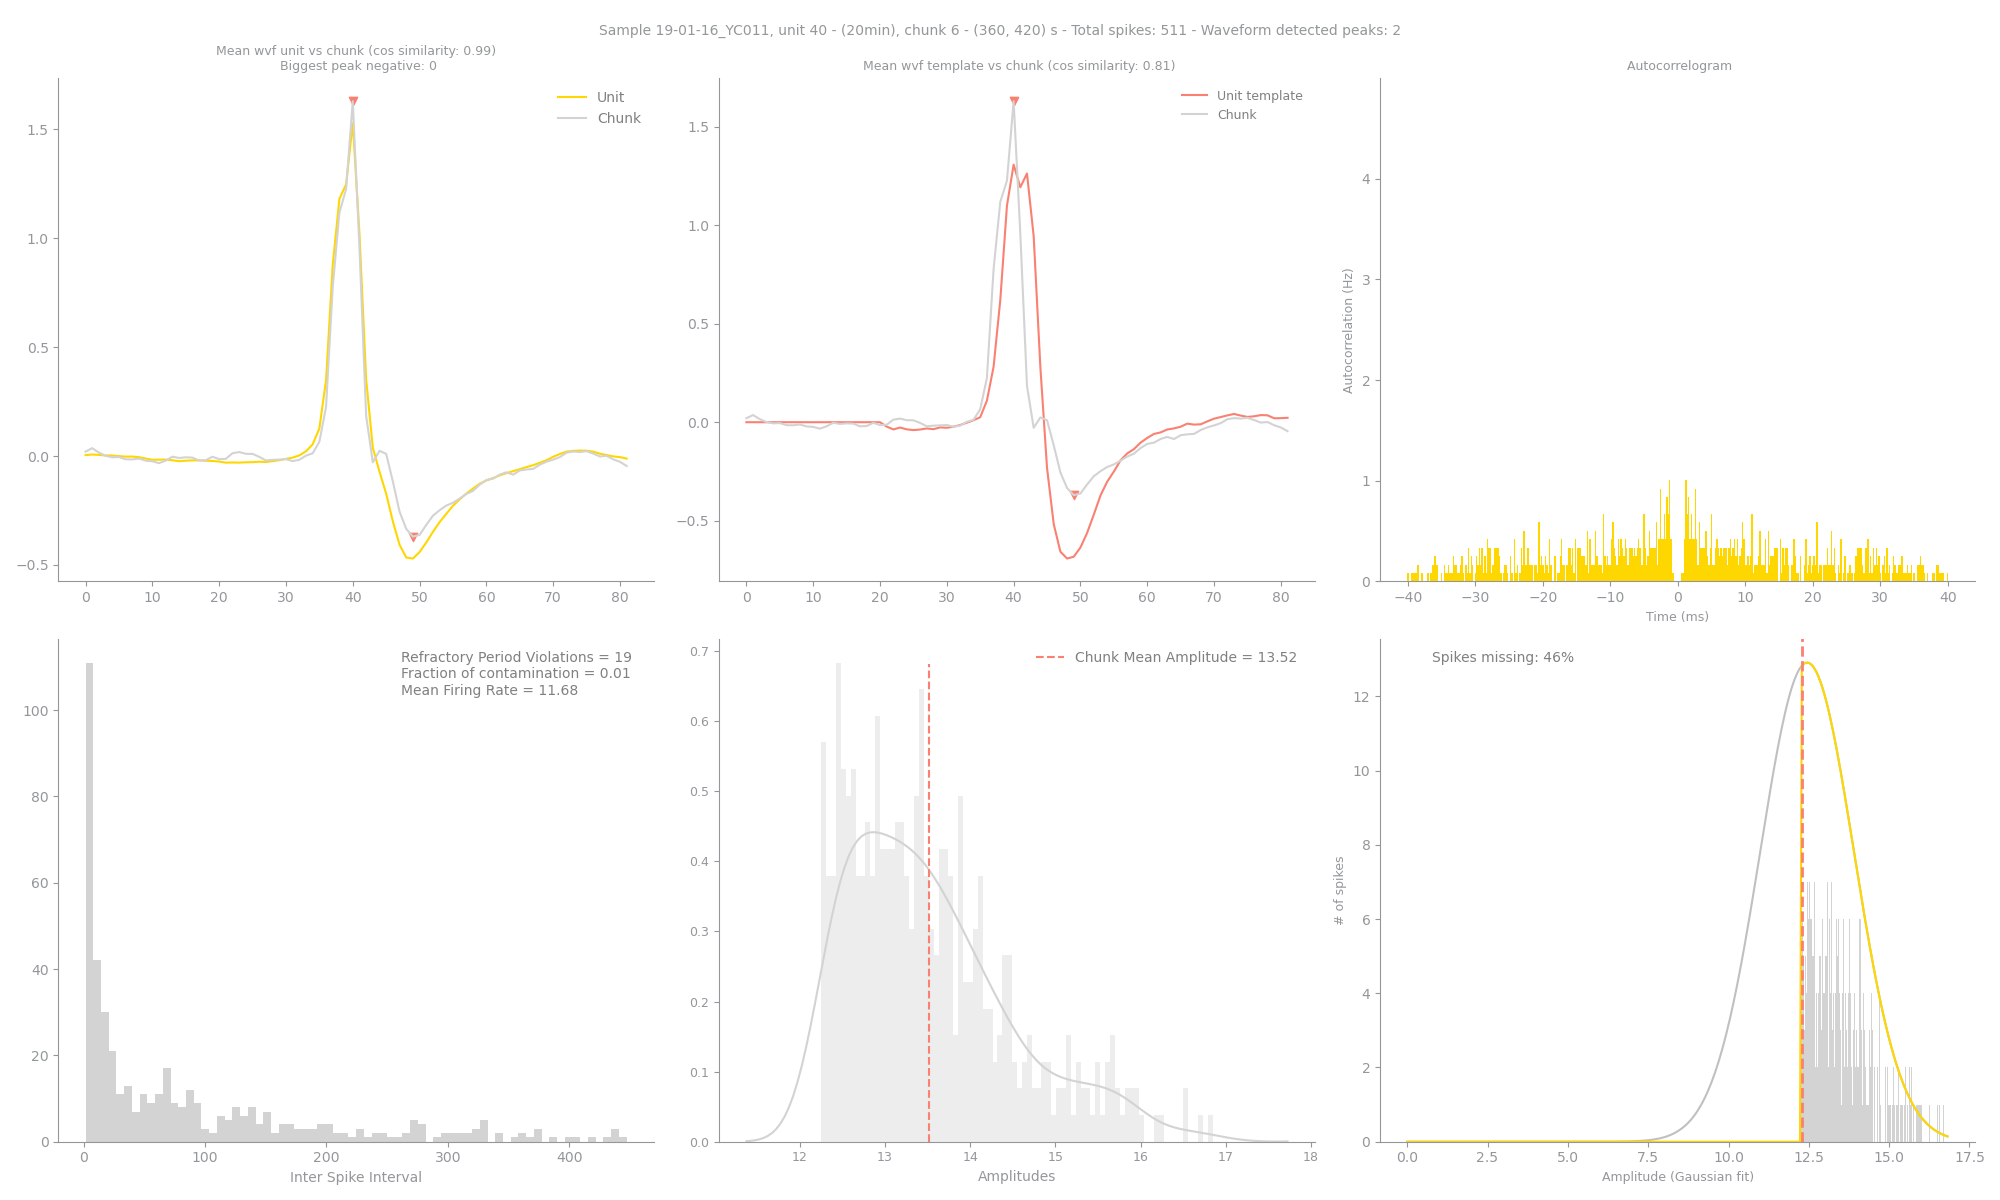 Sample 19-01-16_YC011, unit 40 - (20min), chunk 6 - (360, 420) s - Total spikes: 511 - Waveform detected peaks: 2
Mean wvf unit vs chunk (cos similarity: 0.99)
Biggest peak negative: 0
Unit
Chunk
1.5
1.0
0.5
0.0
−0.5
0 10 20 30 40 50 60 70 80
Mean wvf template vs chunk (cos similarity: 0.81)
Unit template
Chunk
1.5
1.0
0.5
0.0
−0.5
0 10 20 30 40 50 60 70 80
Autocorrelogram
Autocorrelation (Hz)
4
3
2
1
0
−40 −30 −20 −10 0 10 20 30 40
Time (ms)
Refractory Period Violations = 19
Fraction of contamination = 0.01
Mean Firing Rate = 11.68
100
80
60
40
20
0
0 100 200 300 400
Inter Spike Interval
Chunk Mean Amplitude = 13.52
0.7
0.6
0.5
0.4
0.3
0.2
0.1
0.0
12 13 14 15 16 17 18
Amplitudes
Spikes missing: 46%
# of spikes
12
10
8
6
4
2
0
0.0 2.5 5.0 7.5 10.0 12.5 15.0 17.5
Amplitude (Gaussian fit)